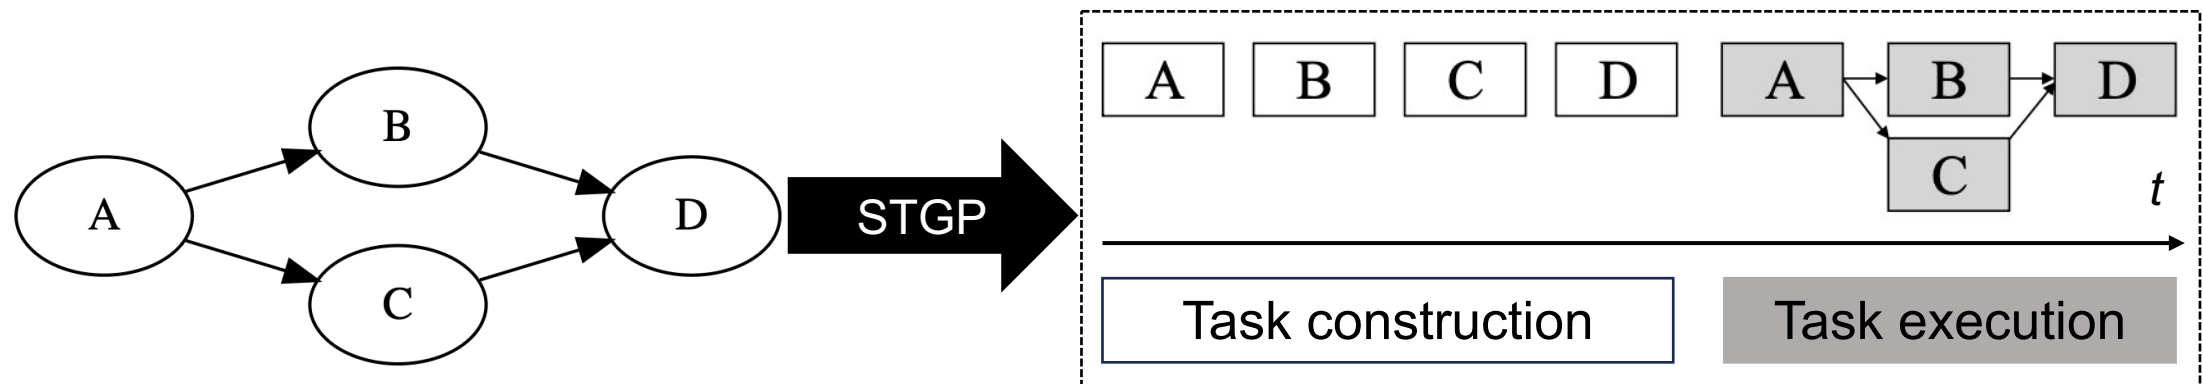 A
B
C
D
STGP
A B C D
A B D
C
t
Task construction
Task execution